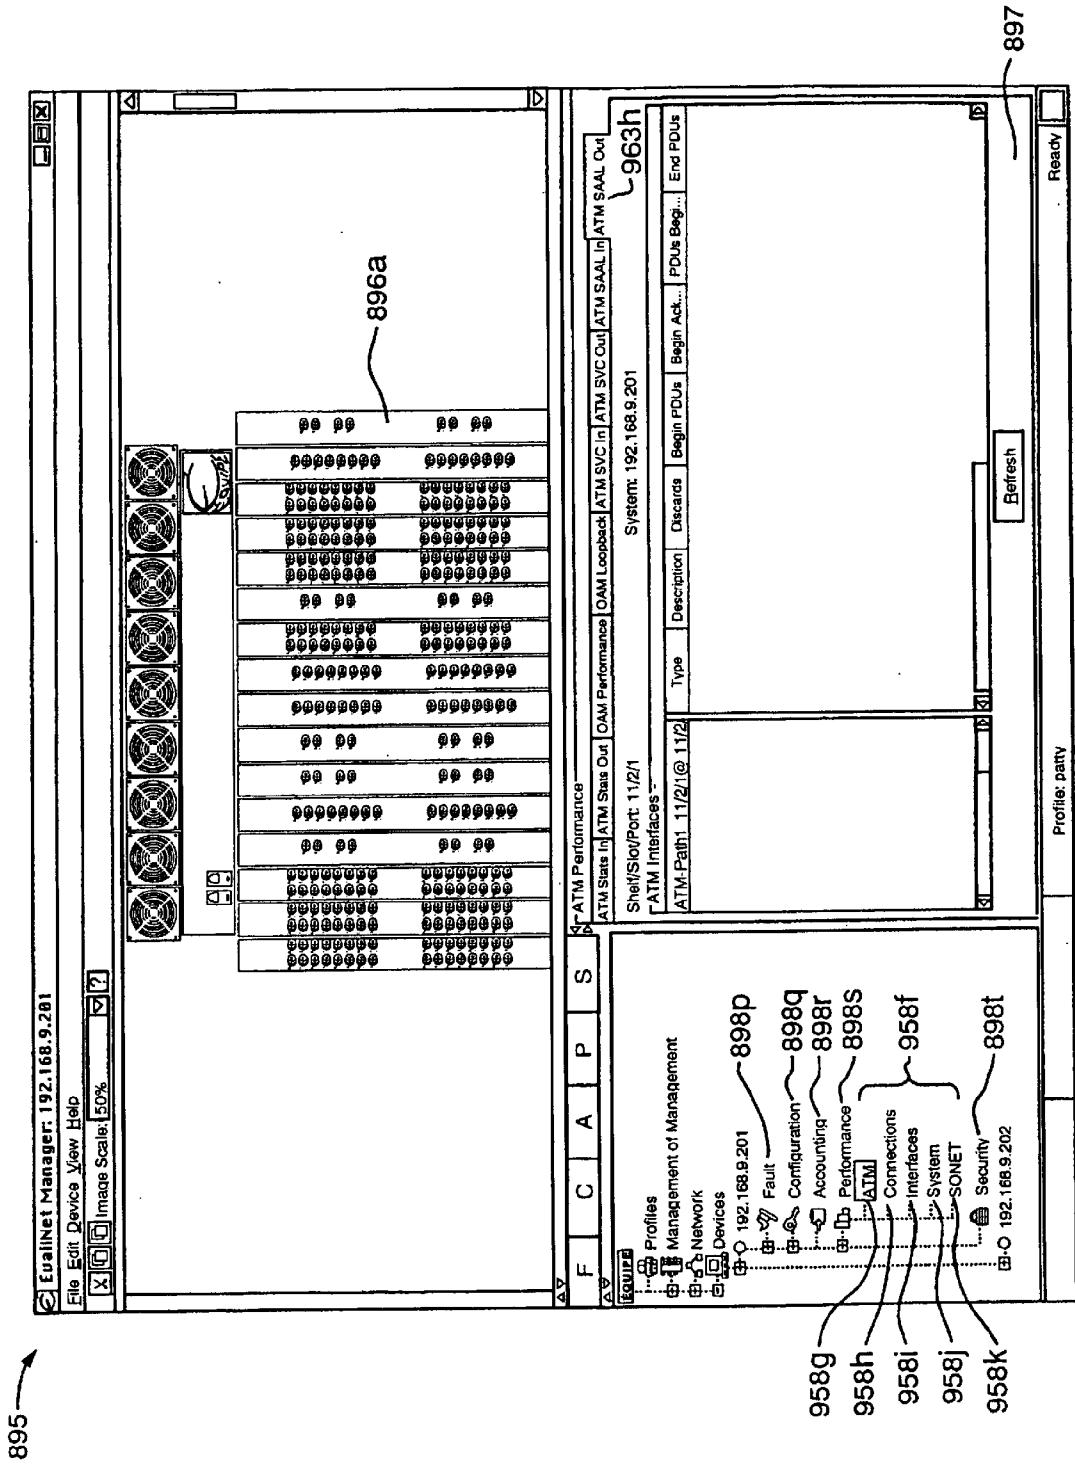 895
EualiNet Manager: 192.168.9.201
File Edit Device View Help
Image Scale: 50%
?
896a
F C A P S
EQUIPE
Profiles
Management of Management
Network
Devices
192.168.9.201
Fault
Configuration
Accounting
Performance
ATM
Connections
Interfaces
System
SONET
Security
192.168.9.202
898p
898q
898r
898s
958f
898t
958g
958h
958i
958j
958k
ATM Performance
ATM Stats In ATM Stats Out OAM Performance OAM Loopback ATM SVC In ATM SVC Out ATM SAAL In ATM SAAL Out
963h
Shelf/Slot/Port: 11/2/1 System: 192.168.9.201
ATM Interfaces
ATM-Path1 11/2/1@ 11/2/
Type Description Discards Begin PDUs Begin Ack... PDUs Begi... End PDUs
Refresh
897
Profile: patty
Ready